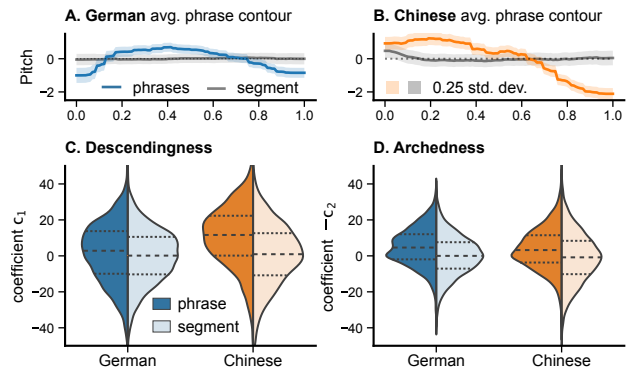 A. German avg. phrase contour
Pitch
0
−2
phrases segment
0.0 0.2 0.4 0.6 0.8 1.0
B. Chinese avg. phrase contour
0
−2
0.25 std. dev.
0.0 0.2 0.4 0.6 0.8 1.0
C. Descendingness
coefficient c₁
40
20
0
−20
−40
phrase
segment
German Chinese
D. Archedness
coefficient −c₂
40
20
0
−20
−40
German Chinese